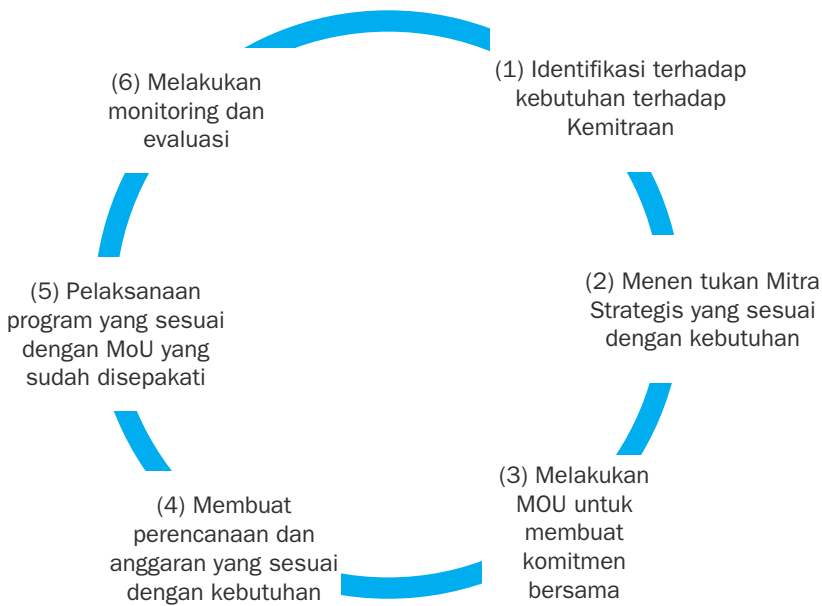 (1) Identifikasi terhadap
kebutuhan terhadap
Kemitraan
(2) Menen tukan Mitra
Strategis yang sesuai
dengan kebutuhan
(3) Melakukan
MOU untuk
membuat
komitmen
bersama
(4) Membuat
perencanaan dan
anggaran yang sesuai
dengan kebutuhan
(5) Pelaksanaan
program yang sesuai
dengan MoU yang
sudah disepakati
(6) Melakukan
monitoring dan
evaluasi